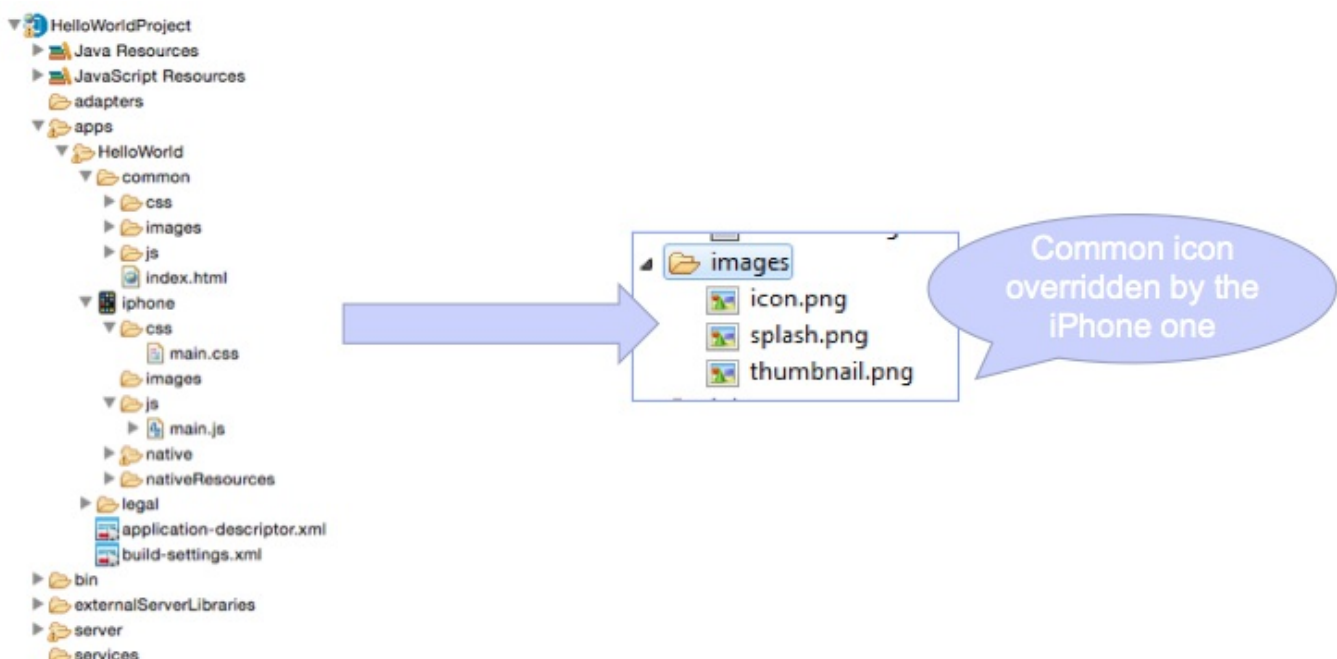 HelloWorldProject
Java Resources
JavaScript Resources
adapters
apps
HelloWorld
common
css
images
js
index.html
iphone
css
main.css
images
js
main.js
native
nativeResources
legal
application-descriptor.xml
build-settings.xml
bin
externalServerLibraries
server
services
images
icon.png
splash.png
thumbnail.png
Common icon
overridden by the
iPhone one